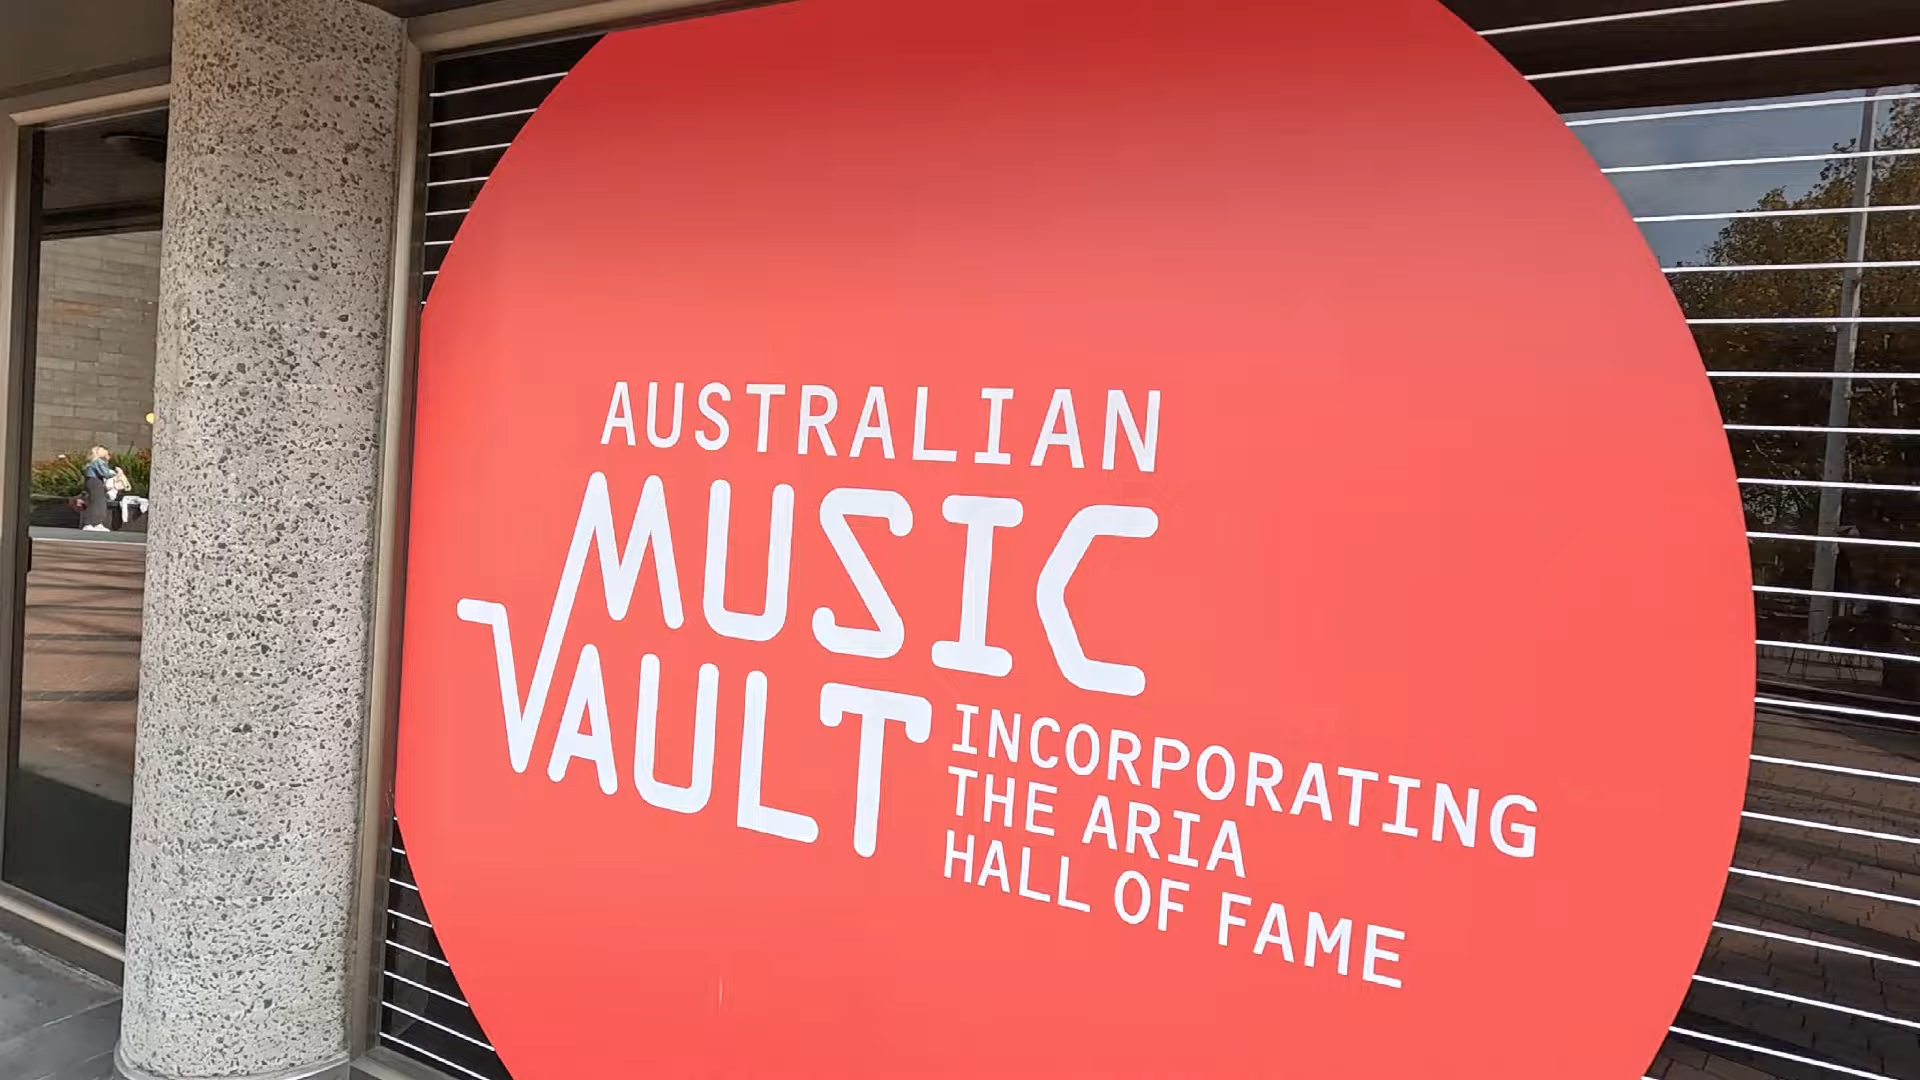 AUSTRALIAN
MUSIC
VAULT
INCORPORATING
THE ARIA
HALL OF FAME